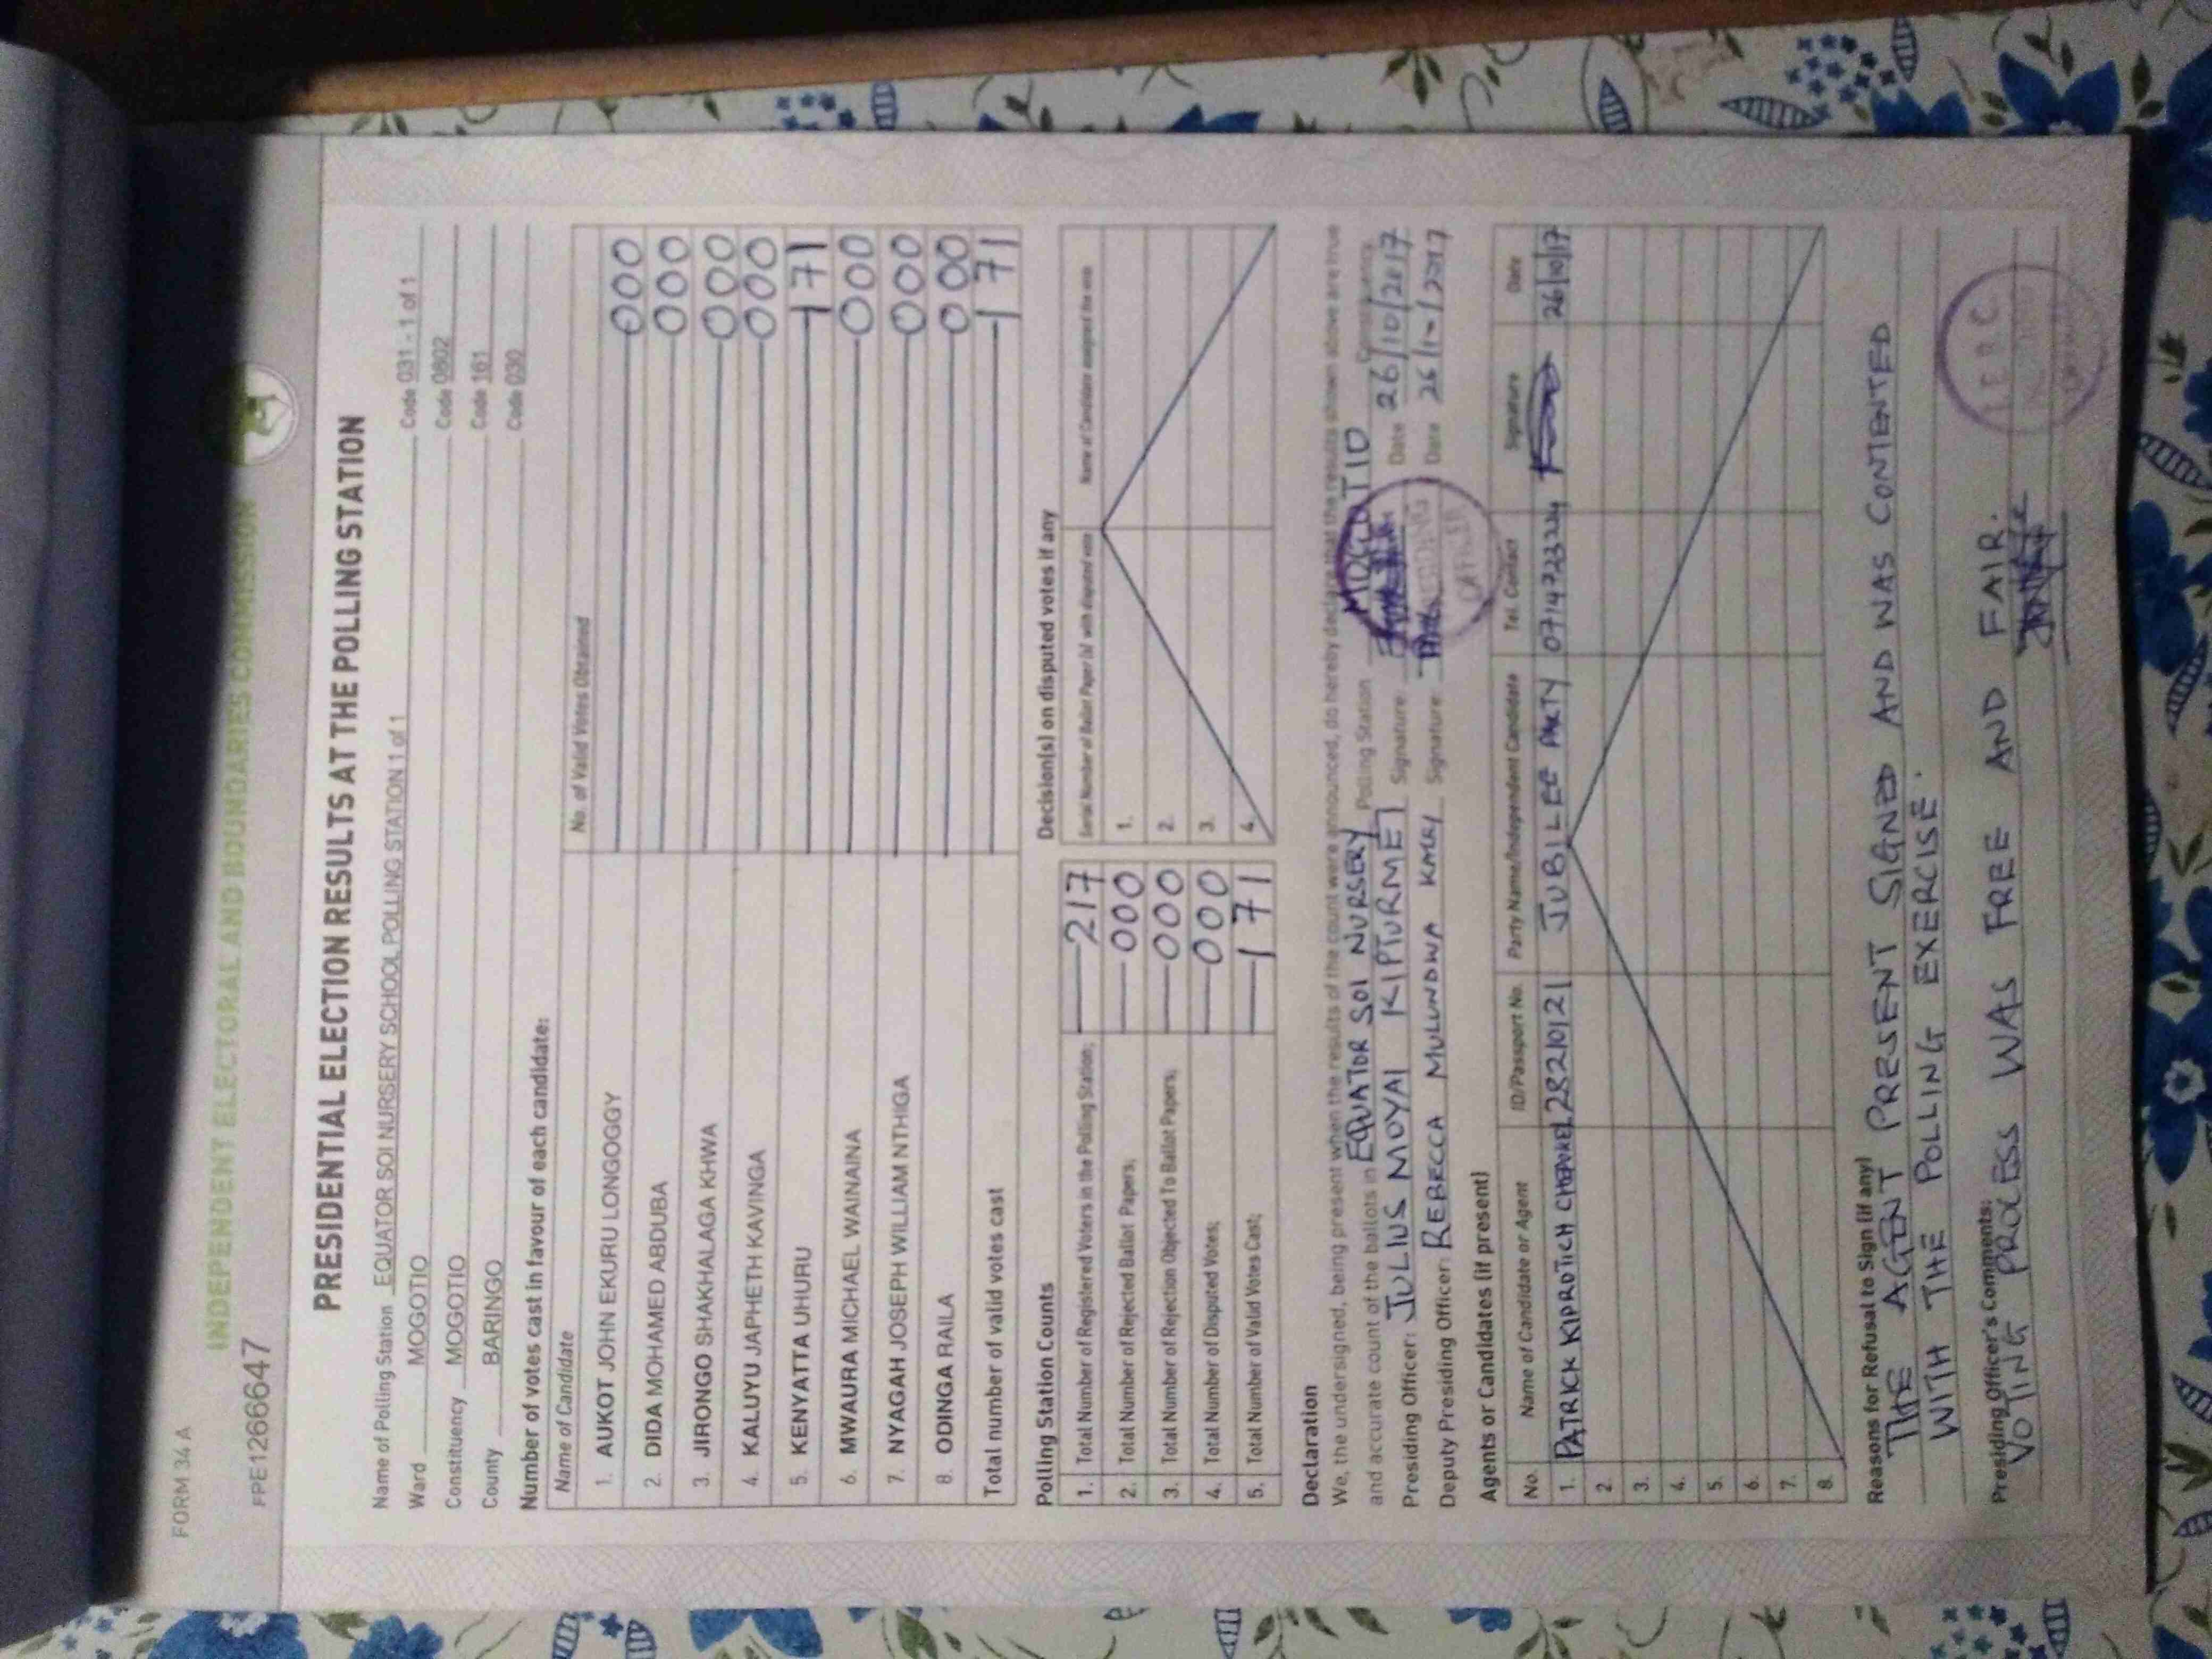 FORM 34 A
INDEPENDENT ELECTORAL AND BOUNDARIES COMMISSION
FPE1266647
PRESIDENTIAL ELECTION RESULTS AT THE POLLING STATION
Name of Polling Station EQUATOR SOI NURSERY SCHOOL POLLING STATION 1 of 1 Code 031 - 1 of 1
Ward MOGOTIO Code 0802
Constituency MOGOTIO Code 161
County BARINGO Code 030
Number of votes cast in favour of each candidate:
Name of Candidate No. of Valid Votes Obtained
1. AUKOT JOHN EKURU LONGOGGY 000
2. DIDA MOHAMED ABDUBA 000
3. JIRONGO SHAKHALAGA KHWA 000
4. KALUYU JAPHETH KAVINGA 000
5. KENYATTA UHURU 171
6. MWAURA MICHAEL WAINAINA 000
7. NYAGAH JOSEPH WILLIAM NTHIGA 000
8. ODINGA RAILA 000
Total number of valid votes cast 171
Polling Station Counts
1. Total Number of Registered Voters in the Polling Station; 217
2. Total Number of Rejected Ballot Papers; 000
3. Total Number of Rejection Objected To Ballot Papers; 000
4. Total Number of Disputed Votes; 000
5. Total Number of Valid Votes Cast; 171
Decision(s) on disputed votes if any
Serial Number of Ballot Paper(s) with disputed vote Name of Candidate assigned the vote
1.
2.
3.
4.
Declaration
We, the undersigned, being present when the results of the count were announced, do hereby declare that the results shown above are true
and accurate count of the ballots in EQUATOR SOI NURSERY Polling Station MOGOTIO Constituency
Presiding Officer: JULIUS MOYAI KIPTURMET Signature Date 26/10/2017
Deputy Presiding Officer: REBECCA MULUNDWA Signature Date
PRESIDING
OFFICER
Agents or Candidates (if present)
No. Name of Candidate or Agent ID/Passport No. Party Name/Independent Candidate Tel. Contact Signature Date
1. PATRICK KIPROTICH 28210121 JUBILEE PARTY 26/10/17
2.
3.
4.
5.
6.
7.
8.
Reasons for Refusal to Sign (if any)
THE AGENT PRESENT SIGNED AND WAS CONTENTED
WITH THE POLLING EXERCISE.
Presiding Officer's Comments:
VOTING PROCESS WAS FREE AND FAIR.
IEBC